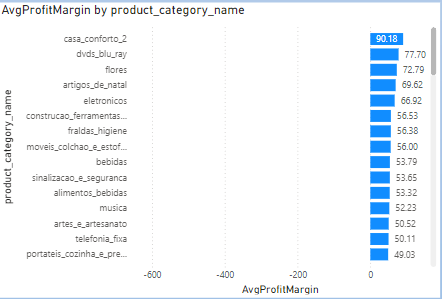 AvgProfitMargin by product_category_name
product_category_name
casa_conforto_2 90.18
dvds_blu_ray 77.70
flores 72.79
artigos_de_natal 69.62
eletronicos 66.92
construcao_ferramentas... 56.53
fraldas_higiene 56.38
moveis_colchao_e_estof... 56.00
bebidas 53.79
sinalizacao_e_seguranca 53.65
alimentos_bebidas 53.32
musica 52.23
artes_e_artesanato 50.52
telefonia_fixa 50.11
portateis_cozinha_e_pre... 49.03
-600 -400 -200 0
AvgProfitMargin